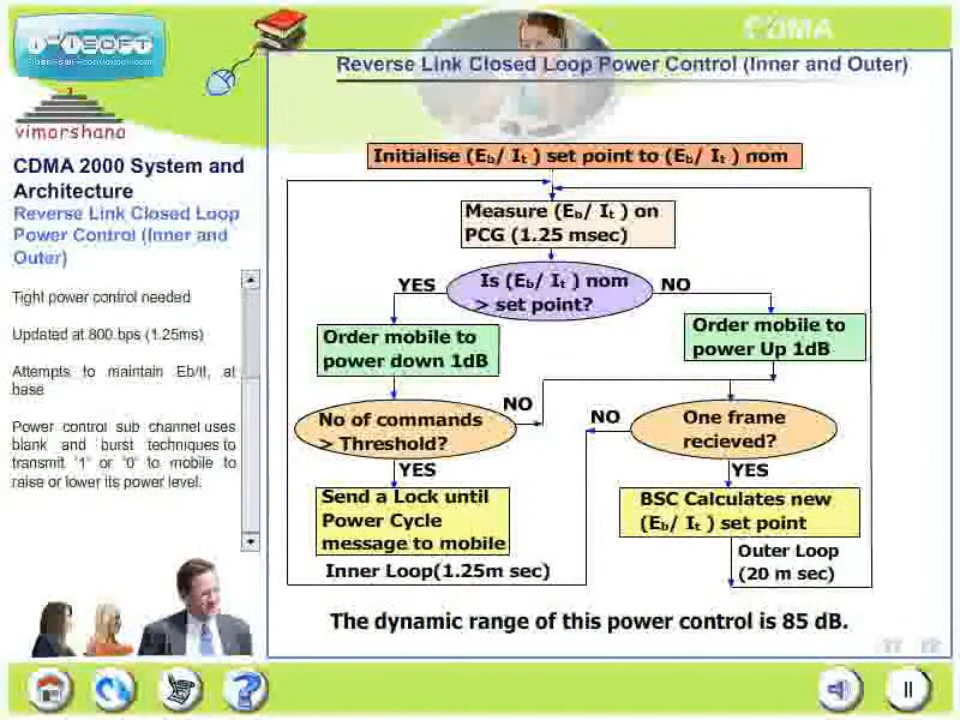 CDMA
Reverse Link Closed Loop Power Control (Inner and Outer)
vimarshana
CDMA 2000 System and
Architecture
Reverse Link Closed Loop
Power Control (Inner and
Outer)
Tight power control needed
Updated at 800 bps (1.25ms)
Attempts to maintain Eb/It, at
base
Power control sub channel uses
blank and burst techniques to
transmit '1' or '0' to mobile to
raise or lower its power level.
Initialise (Eb/ It ) set point to (Eb/ It ) nom
Measure (Eb/ It ) on
PCG (1.25 msec)
Is (Eb/ It ) nom
> set point?
YES
NO
Order mobile to
power down 1dB
Order mobile to
power Up 1dB
No of commands
> Threshold?
NO
NO
One frame
recieved?
YES
YES
Send a Lock until
Power Cycle
message to mobile
BSC Calculates new
(Eb/ It ) set point
Inner Loop(1.25m sec)
Outer Loop
(20 m sec)
The dynamic range of this power control is 85 dB.